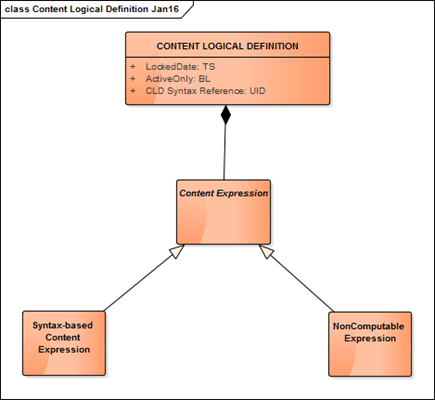 class Content Logical Definition Jan16
CONTENT LOGICAL DEFINITION
+ LockedDate: TS
+ ActiveOnly: BL
+ CLD Syntax Reference: UID
Content Expression
Syntax-based
Content
Expression
NonComputable
Expression